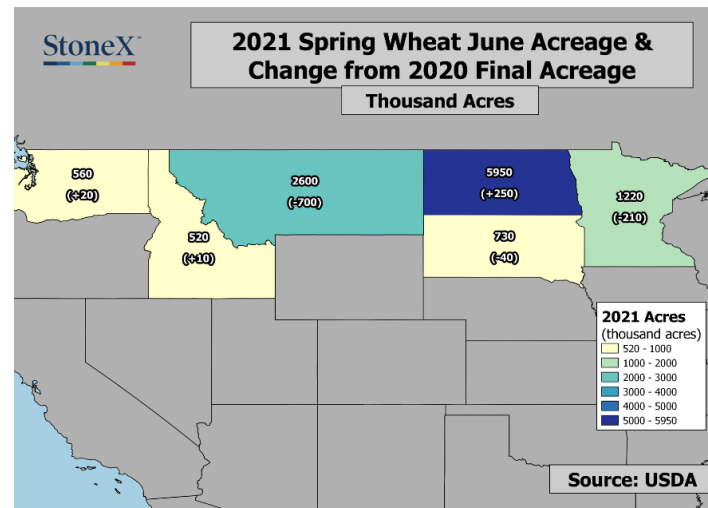 StoneX™
2021 Spring Wheat June Acreage &
Change from 2020 Final Acreage
Thousand Acres
560
(+20)
2600
(-700)
5950
(+250)
1220
(-210)
520
(+10)
730
(-40)
2021 Acres
(thousand acres)
520 - 1000
1000 - 2000
2000 - 3000
3000 - 4000
4000 - 5000
5000 - 5950
Source: USDA